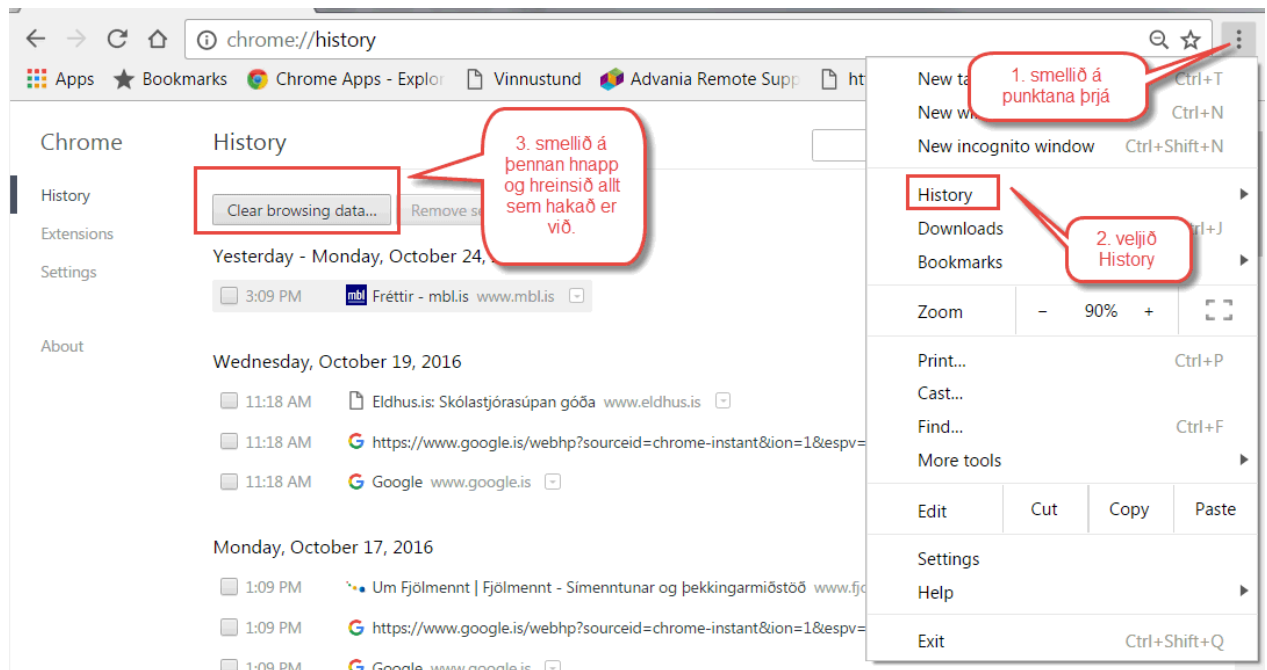 chrome://history
Apps Bookmarks Chrome Apps - Explor Vinnustund Advania Remote Supp
Chrome
History
Extensions
Settings
About
History
Clear browsing data...
3. smellið á
þennan hnapp
og hreinsið allt
sem hakað er
við.
Yesterday - Monday, October 24,
3:09 PM mbl Fréttir - mbl.is www.mbl.is
Wednesday, October 19, 2016
11:18 AM Eldhus.is: Skólastjórasúpan góða www.eldhus.is
11:18 AM https://www.google.is/webhp?sourceid=chrome-instant&ion=1&espv=
11:18 AM Google www.google.is
Monday, October 17, 2016
1:09 PM Um Fjölmennt | Fjölmennt - Símenntunar og þekkingarmiðstöð
1:09 PM https://www.google.is/webhp?sourceid=chrome-instant&ion=1&espv=
1:09 PM Google www.google.is
1. smellið á
punktana þrjá
New Ctrl+T
New Ctrl+N
New incognito window Ctrl+Shift+N
History
Downloads
Bookmarks
2. veljið
History
Zoom - 90% +
Print... Ctrl+P
Cast...
Find... Ctrl+F
More tools
Edit Cut Copy Paste
Settings
Help
Exit Ctrl+Shift+Q